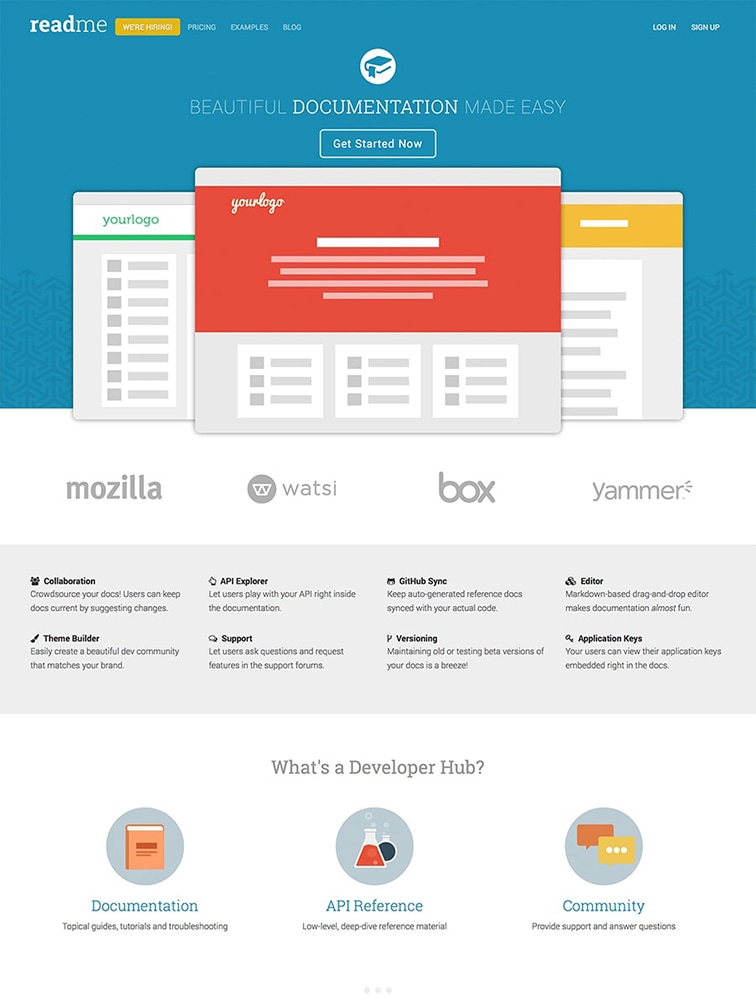 readme WE'RE HIRING! PRICING EXAMPLES BLOG LOG IN SIGN UP
BEAUTIFUL DOCUMENTATION MADE EASY
Get Started Now
yourlogo
yourlogo
mozilla watsi box yammer
Collaboration
Crowdsource your docs! Users can keep
docs current by suggesting changes.
API Explorer
Let users play with your API right inside
the documentation.
GitHub Sync
Keep auto-generated reference docs
synced with your actual code.
Editor
Markdown-based drag-and-drop editor
makes documentation almost fun.
Theme Builder
Easily create a beautiful dev community
that matches your brand.
Support
Let users ask questions and request
features in the support forums.
Versioning
Maintaining old or testing beta versions of
your docs is a breeze!
Application Keys
Your users can view their application keys
embedded right in the docs.
What's a Developer Hub?
Documentation
Topical guides, tutorials and troubleshooting
API Reference
Low-level, deep-dive reference material
Community
Provide support and answer questions